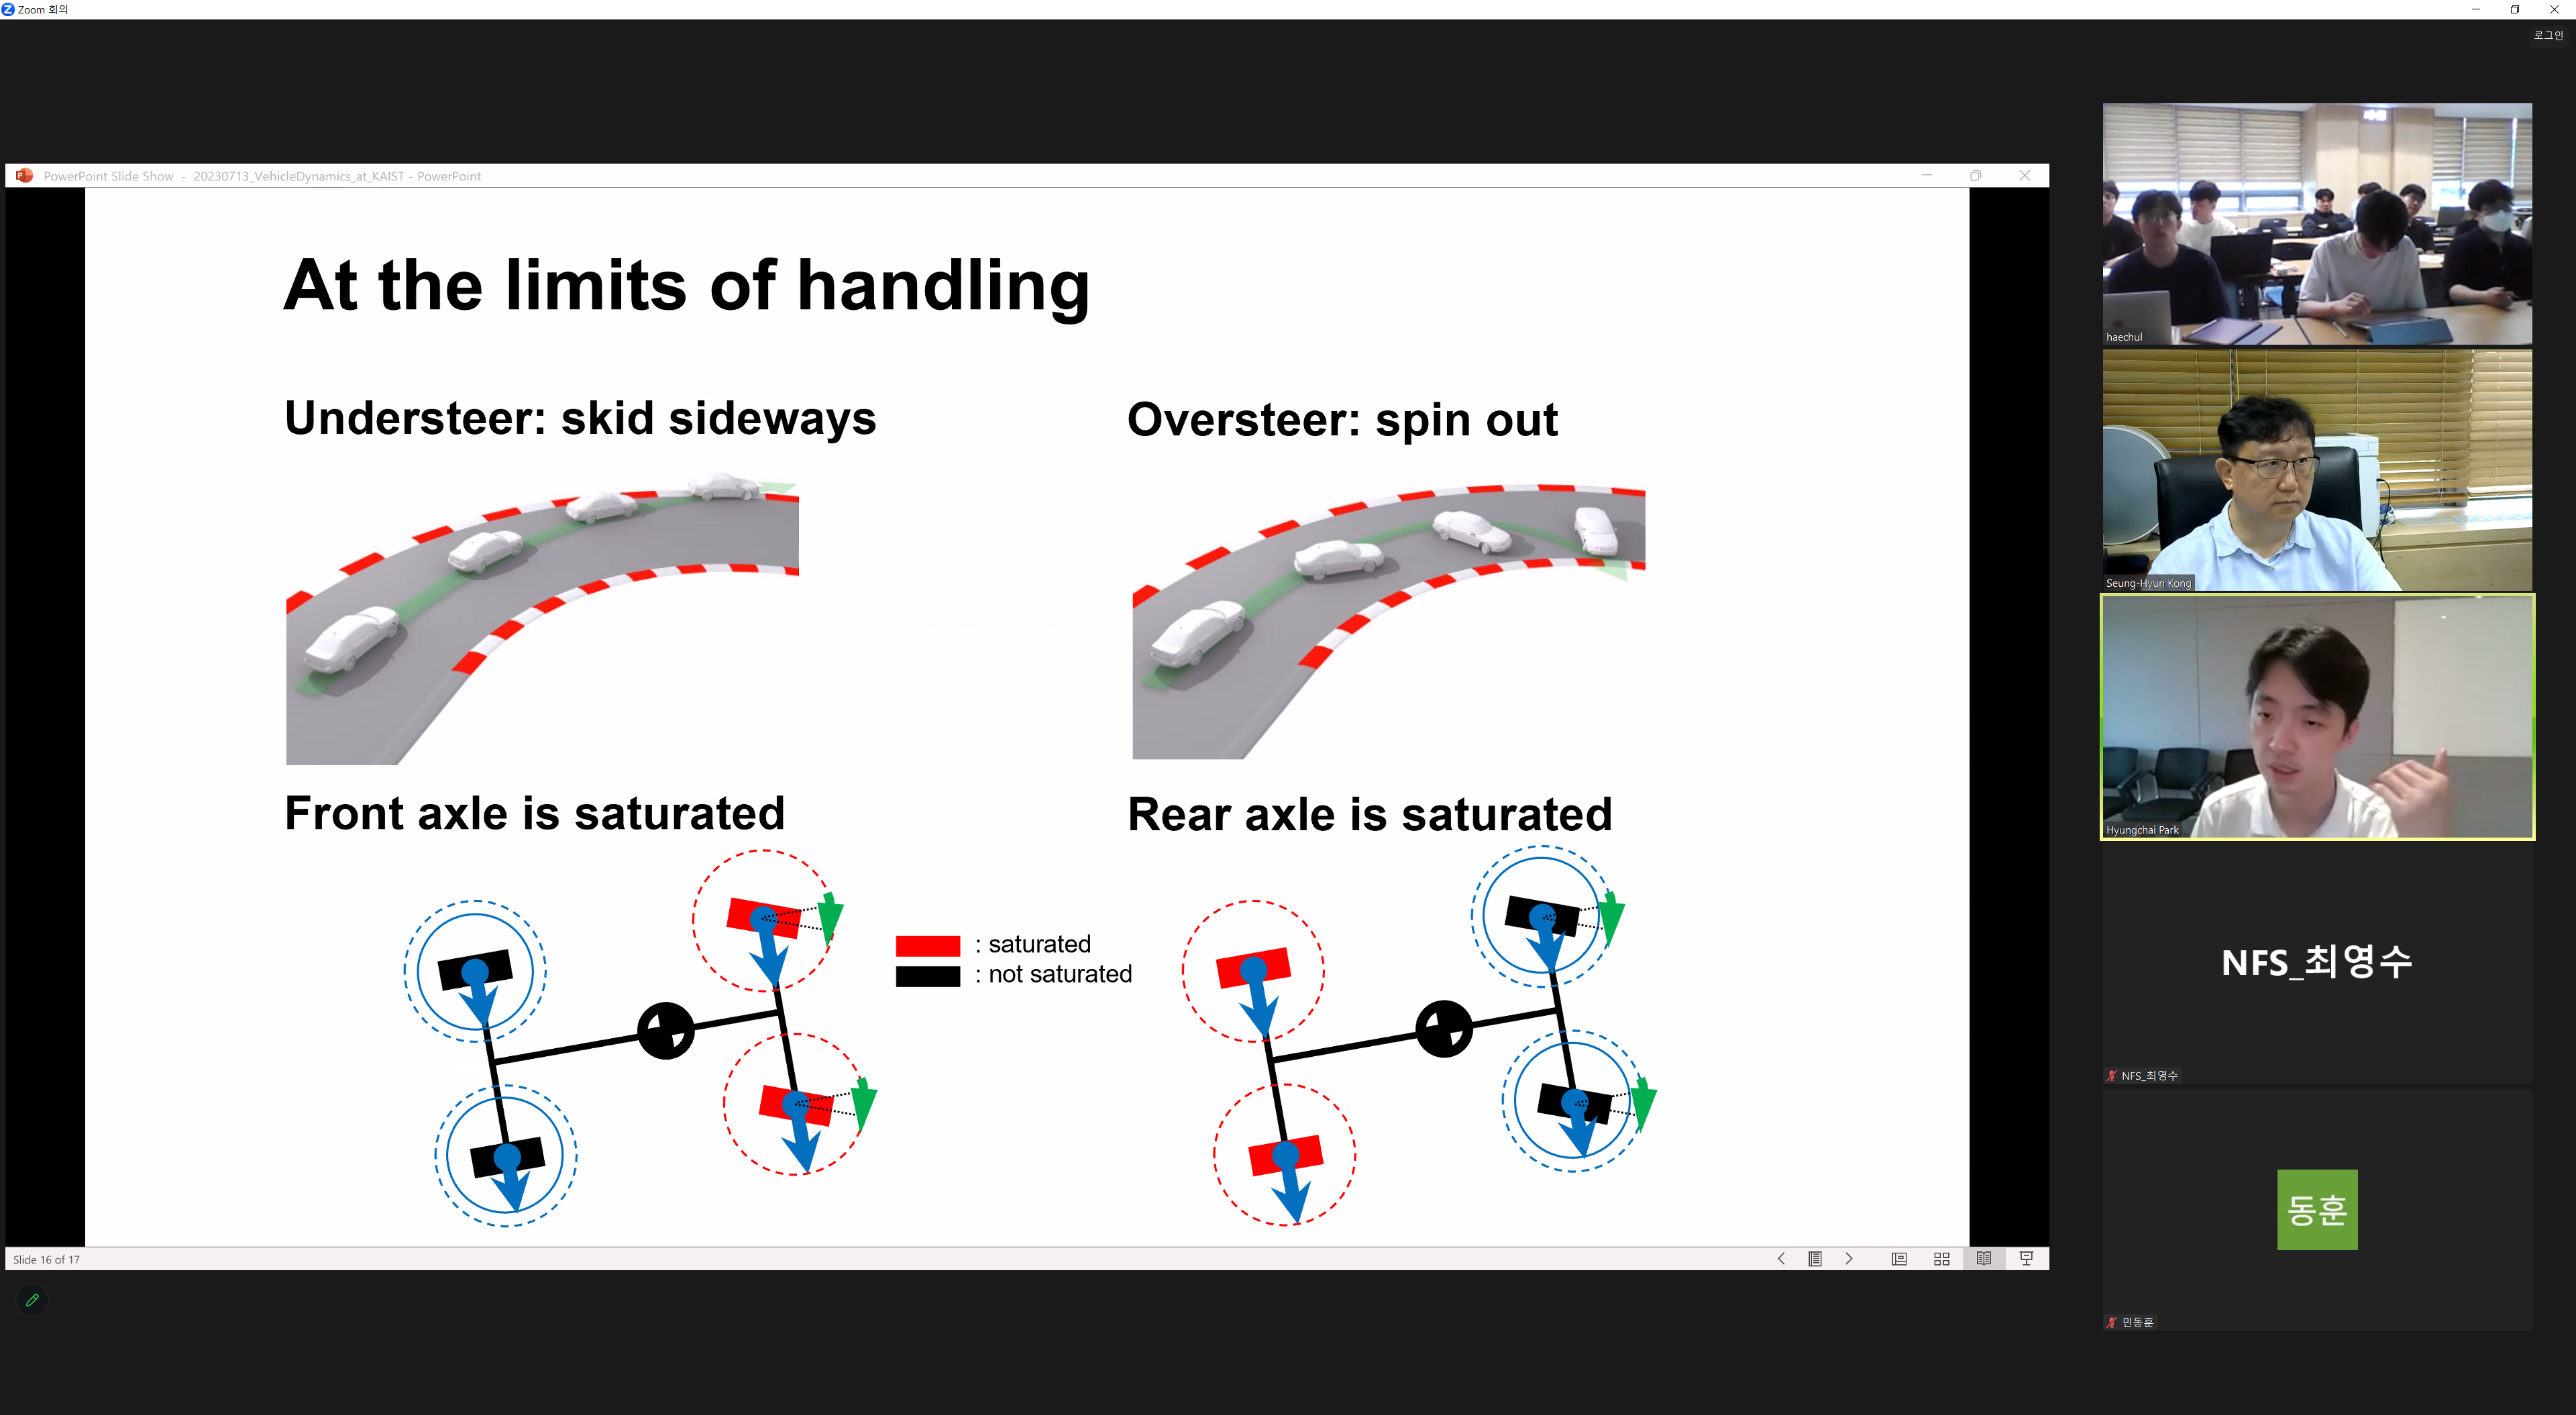 Zoom 회의
로그인
PowerPoint Slide Show - 20230713_VehicleDynamics_at_KAIST - PowerPoint
At the limits of handling
Understeer: skid sideways
Oversteer: spin out
Front axle is saturated
Rear axle is saturated
: saturated
: not saturated
Slide 16 of 17
haechul
Seung-Hyun Kong
Hyungchai Park
NFS_최영수
NFS_최영수
동훈
민동훈